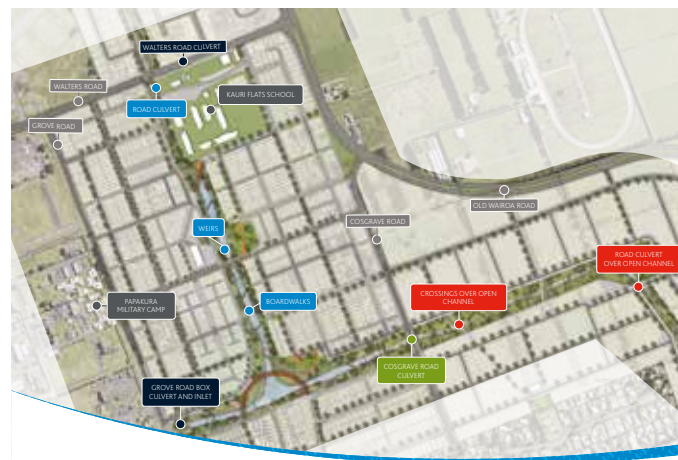 WALTERS ROAD CULVERT
WALTERS ROAD
ROAD CULVERT
KAURI FLATS SCHOOL
GROVE ROAD
OLD WAIROA ROAD
COSGRAVE ROAD
WEIRS
ROAD CULVERT
OVER OPEN CHANNEL
CROSSINGS OVER OPEN
CHANNEL
PAPAKURA
MILITARY CAMP
BOARDWALKS
COSGRAVE ROAD
CULVERT
GROVE ROAD BOX
CULVERT AND INLET